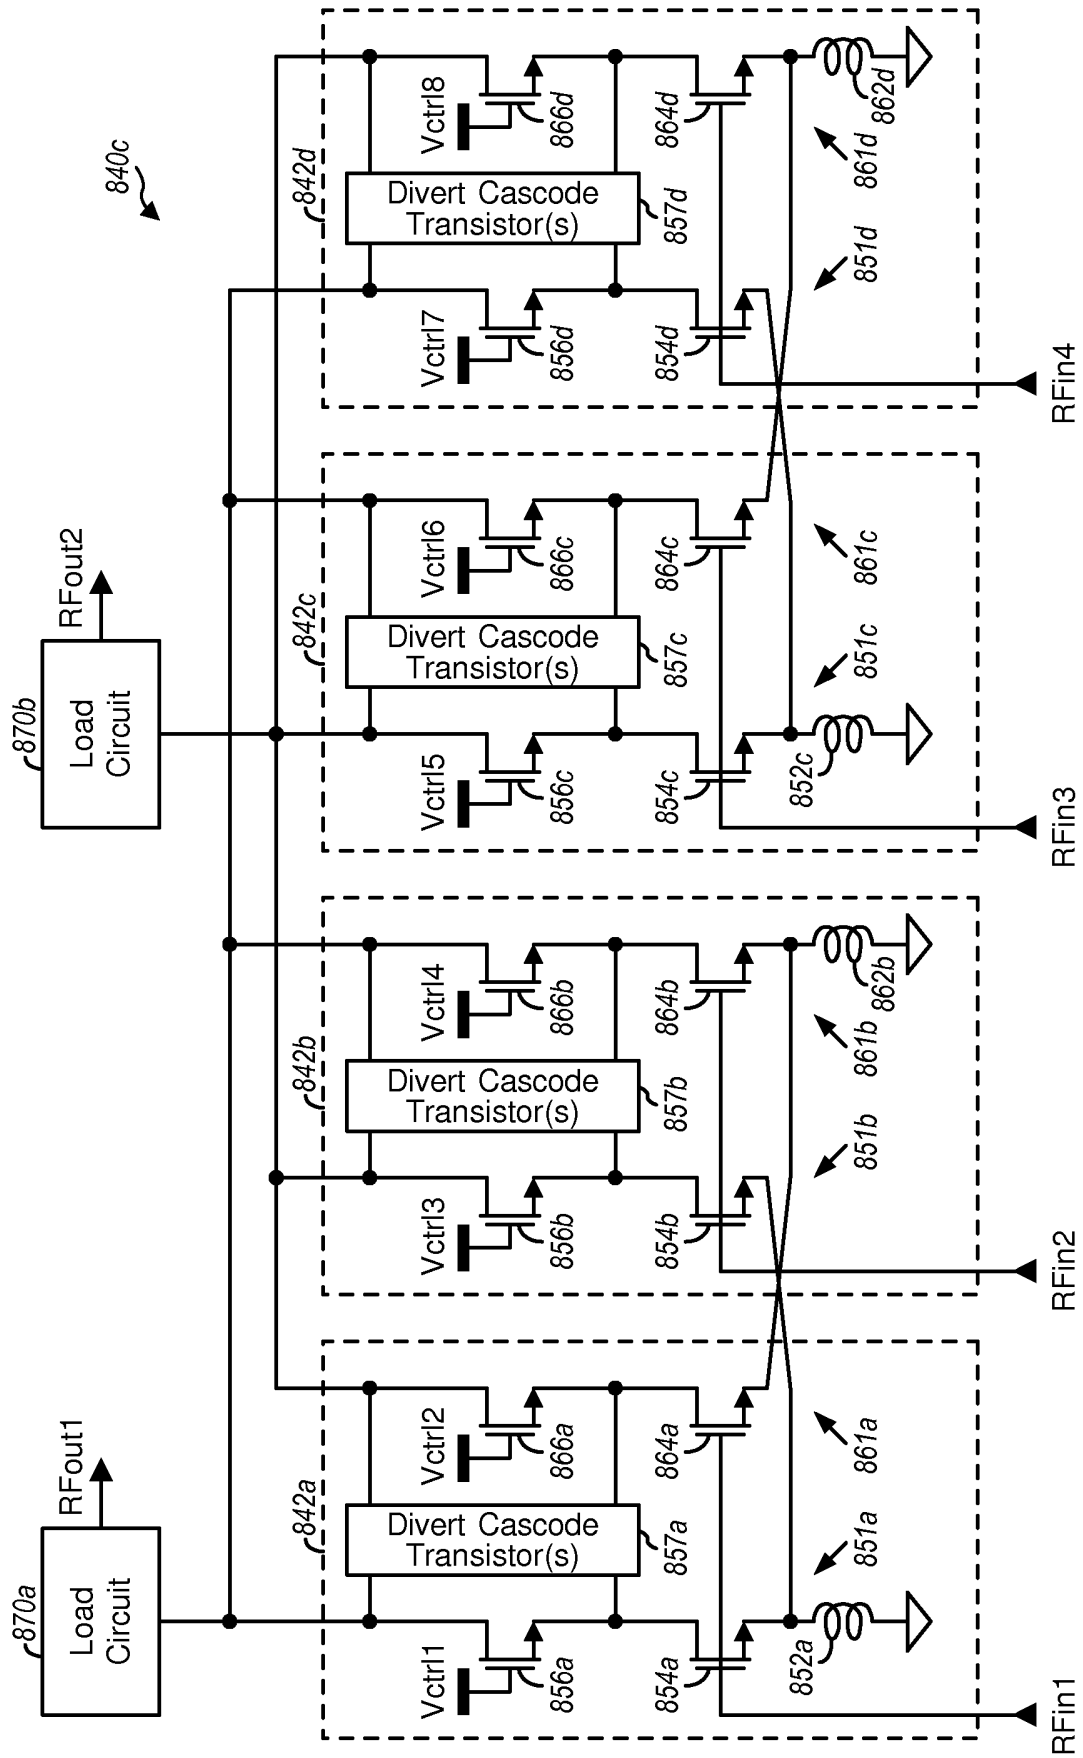 840c
870a
Load
Circuit
RFout1
870b
Load
Circuit
RFout2
842a
Vctrl1
856a
Divert Cascode
Transistor(s)
857a
Vctrl2
866a
854a
864a
852a
851a
861a
RFin1
842b
Vctrl3
856b
Divert Cascode
Transistor(s)
857b
Vctrl4
866b
854b
864b
851b
861b
862b
RFin2
842c
Vctrl5
856c
Divert Cascode
Transistor(s)
857c
Vctrl6
866c
854c
864c
852c
851c
861c
RFin3
842d
Vctrl7
856d
Divert Cascode
Transistor(s)
857d
Vctrl8
866d
854d
864d
851d
861d
862d
RFin4